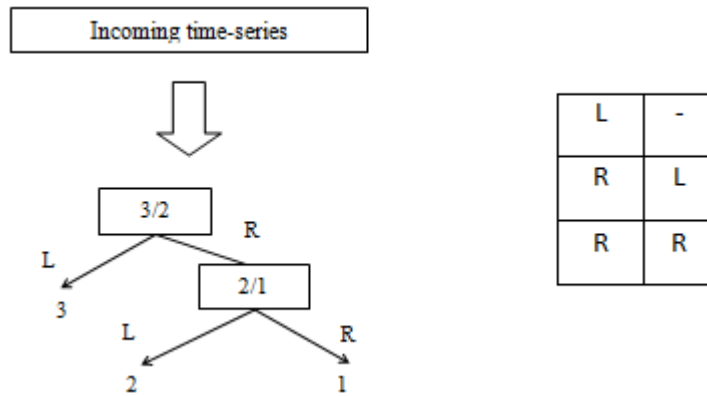 Incoming time-series
3/2
R
L
3
2/1
L
R
2
1
L -
R L
R R